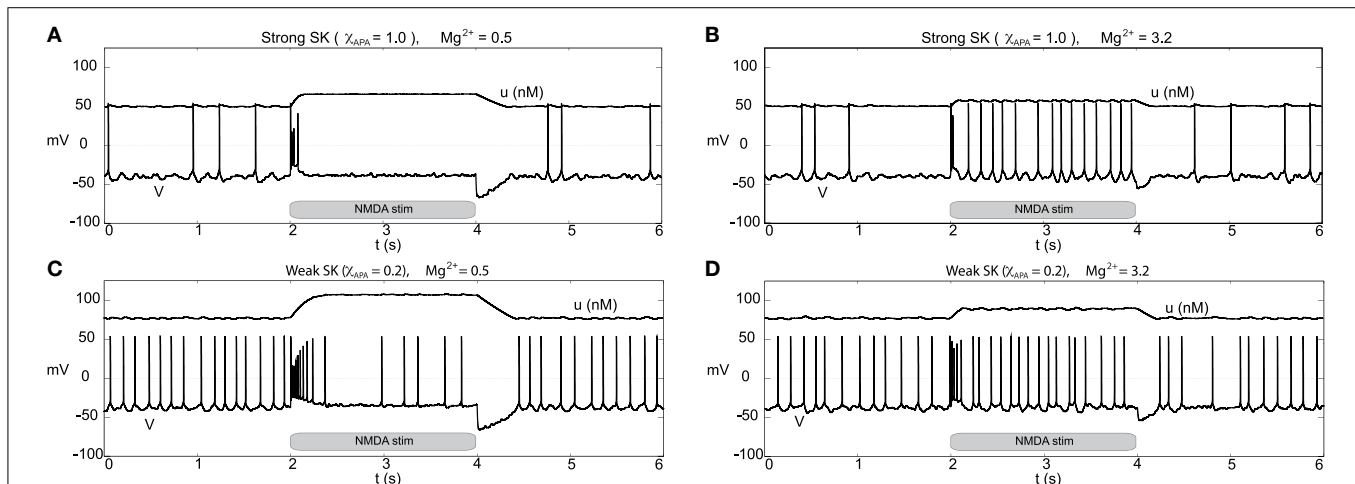 A
Strong SK ( χAPA = 1.0 ), Mg2+ = 0.5
100
50
0
-50
-100
mV
u (nM)
V
NMDA stim
0 1 2 3 4 5 6
t (s)
B
Strong SK ( χAPA = 1.0 ), Mg2+ = 3.2
100
50
0
-50
-100
mV
u (nM)
V
NMDA stim
0 1 2 3 4 5 6
t (s)
C
Weak SK (χAPA = 0.2), Mg2+ = 0.5
100
50
0
-50
-100
mV
u (nM)
V
NMDA stim
0 1 2 3 4 5 6
t (s)
D
Weak SK (χAPA = 0.2), Mg2+ = 3.2
100
50
0
-50
-100
mV
u (nM)
V
NMDA stim
0 1 2 3 4 5 6
t (s)